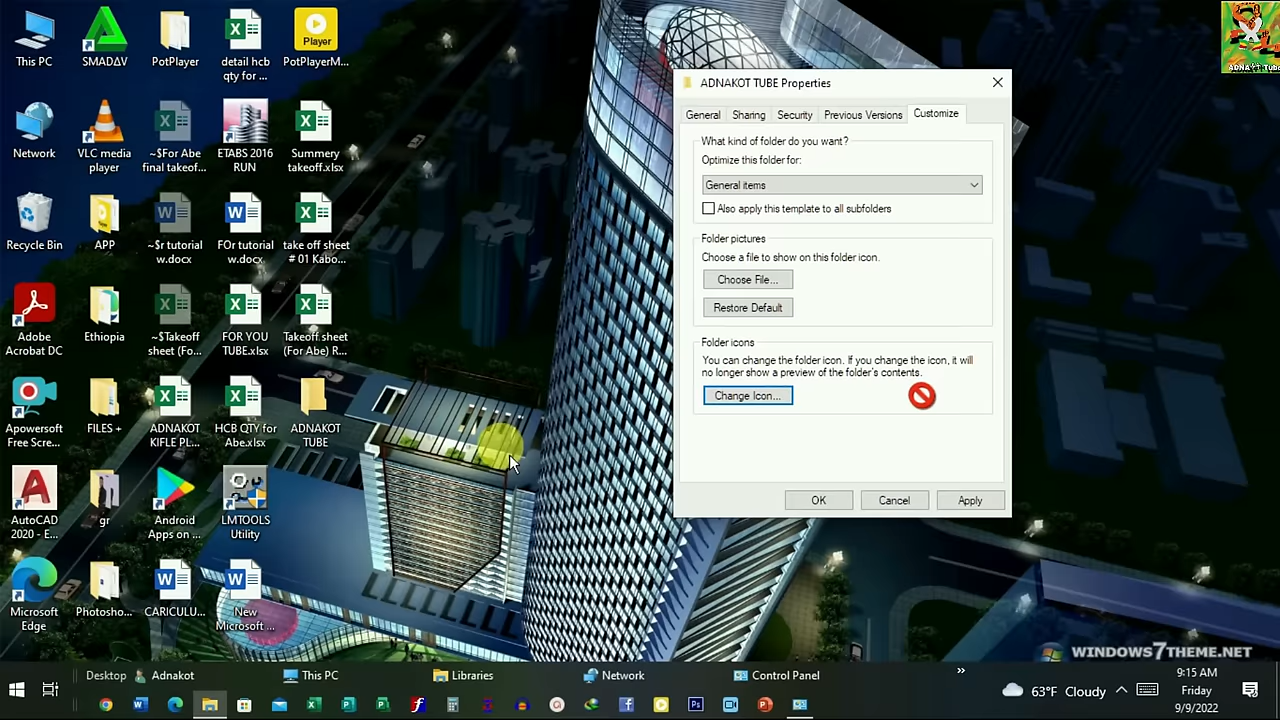 This PC
SMADΔV
PotPlayer
detail hcb
qty for ...
Player
PotPlayerM...
Network
VLC media
player
~$For Abe
final takeof...
ETABS 2016
RUN
Summery
takeoff.xlsx
Recycle Bin
APP
~$r tutorial
w.docx
FOr tutorial
w.docx
take off sheet
# 01 Kabo...
Adobe
Acrobat DC
Ethiopia
~$Takeoff
sheet (Fo...
FOR YOU
TUBE.xlsx
Takeoff sheet
(For Abe) R...
Apowersoft
Free Scre...
FILES +
ADNAKOT
KIFLE PL...
HCB QTY for
Abe.xlsx
ADNAKOT
TUBE
AutoCAD
2020 - E...
gr
Android
Apps on ...
LMTOOLS
Utility
Microsoft
Edge
Photosho...
CARICULU...
New
Microsoft ...
ADNAKOT TUBE Properties
General
Sharing
Security
Previous Versions
Customize
What kind of folder do you want?
Optimize this folder for:
General items
Also apply this template to all subfolders
Folder pictures
Choose a file to show on this folder icon.
Choose File...
Restore Default
Folder icons
You can change the folder icon. If you change the icon, it will
no longer show a preview of the folder's contents.
Change Icon...
OK
Cancel
Apply
WINDOWS7THEME.NET
Desktop
Adnakot
This PC
Libraries
Network
Control Panel
»
63°F Cloudy
9:15 AM
Friday
9/9/2022